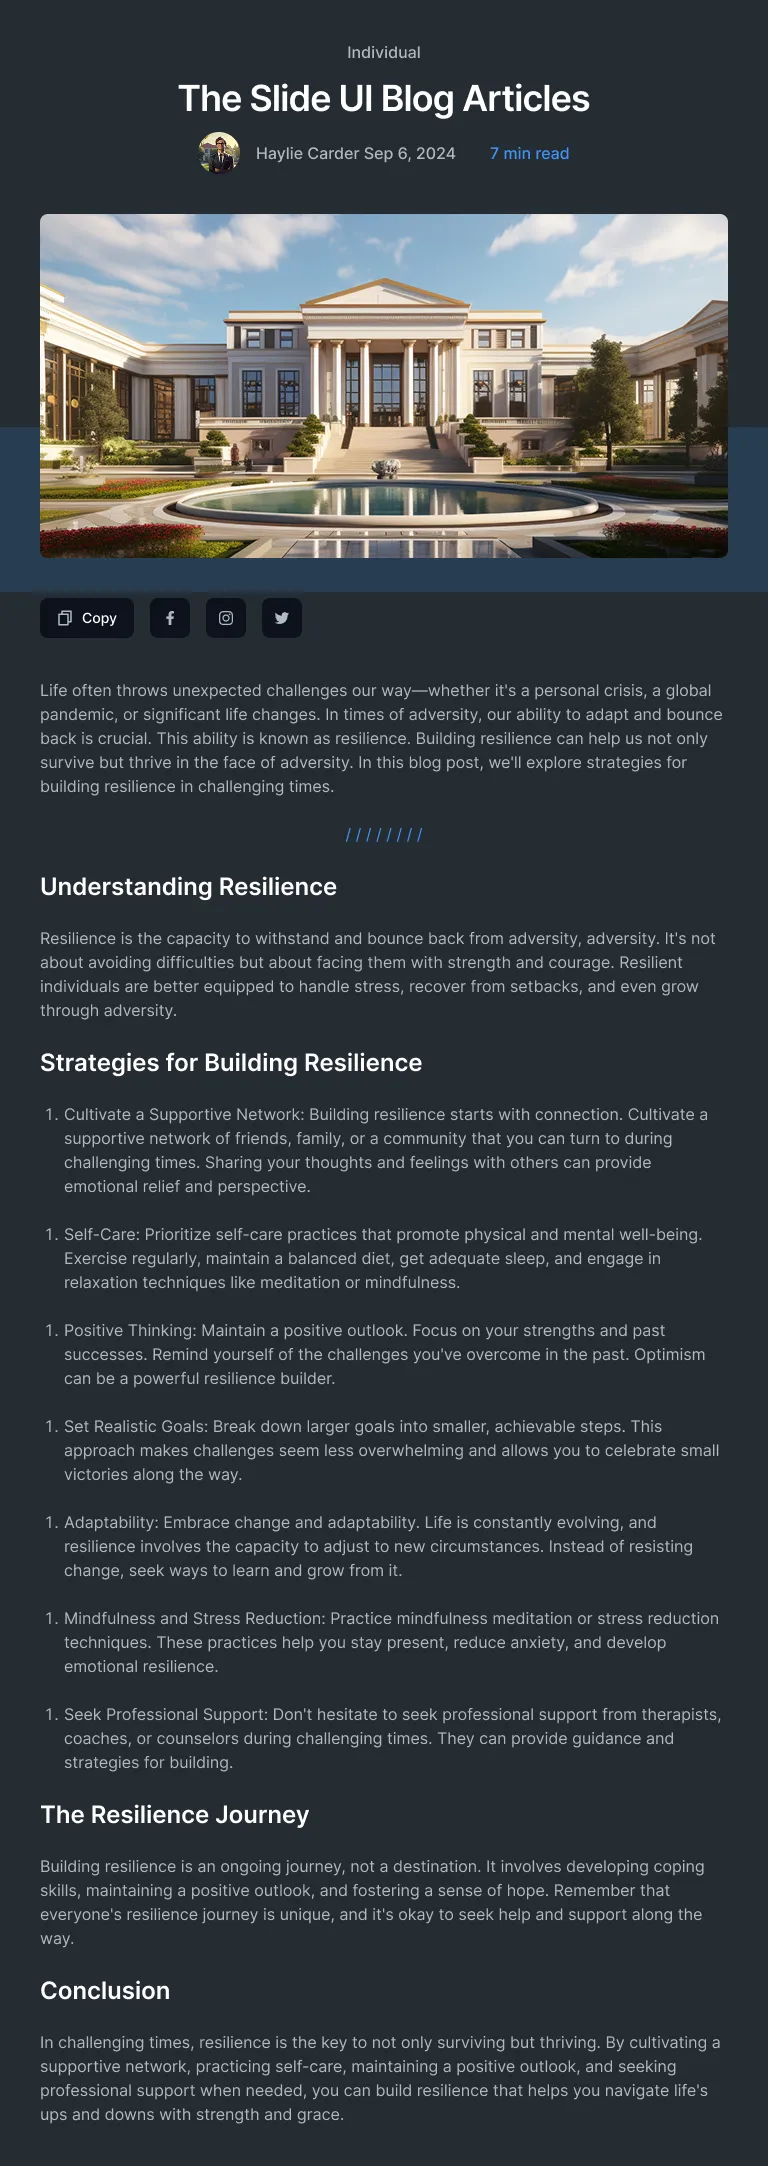 Individual
The Slide UI Blog Articles
Haylie Carder Sep 6, 2024 7 min read
Copy
Life often throws unexpected challenges our way—whether it's a personal crisis, a global
pandemic, or significant life changes. In times of adversity, our ability to adapt and bounce
back is crucial. This ability is known as resilience. Building resilience can help us not only
survive but thrive in the face of adversity. In this blog post, we'll explore strategies for
building resilience in challenging times.
/ / / / / / / /
Understanding Resilience
Resilience is the capacity to withstand and bounce back from adversity, adversity. It's not
about avoiding difficulties but about facing them with strength and courage. Resilient
individuals are better equipped to handle stress, recover from setbacks, and even grow
through adversity.
Strategies for Building Resilience
1. Cultivate a Supportive Network: Building resilience starts with connection. Cultivate a
supportive network of friends, family, or a community that you can turn to during
challenging times. Sharing your thoughts and feelings with others can provide
emotional relief and perspective.
1. Self-Care: Prioritize self-care practices that promote physical and mental well-being.
Exercise regularly, maintain a balanced diet, get adequate sleep, and engage in
relaxation techniques like meditation or mindfulness.
1. Positive Thinking: Maintain a positive outlook. Focus on your strengths and past
successes. Remind yourself of the challenges you've overcome in the past. Optimism
can be a powerful resilience builder.
1. Set Realistic Goals: Break down larger goals into smaller, achievable steps. This
approach makes challenges seem less overwhelming and allows you to celebrate small
victories along the way.
1. Adaptability: Embrace change and adaptability. Life is constantly evolving, and
resilience involves the capacity to adjust to new circumstances. Instead of resisting
change, seek ways to learn and grow from it.
1. Mindfulness and Stress Reduction: Practice mindfulness meditation or stress reduction
techniques. These practices help you stay present, reduce anxiety, and develop
emotional resilience.
1. Seek Professional Support: Don't hesitate to seek professional support from therapists,
coaches, or counselors during challenging times. They can provide guidance and
strategies for building.
The Resilience Journey
Building resilience is an ongoing journey, not a destination. It involves developing coping
skills, maintaining a positive outlook, and fostering a sense of hope. Remember that
everyone's resilience journey is unique, and it's okay to seek help and support along the
way.
Conclusion
In challenging times, resilience is the key to not only surviving but thriving. By cultivating a
supportive network, practicing self-care, maintaining a positive outlook, and seeking
professional support when needed, you can build resilience that helps you navigate life's
ups and downs with strength and grace.